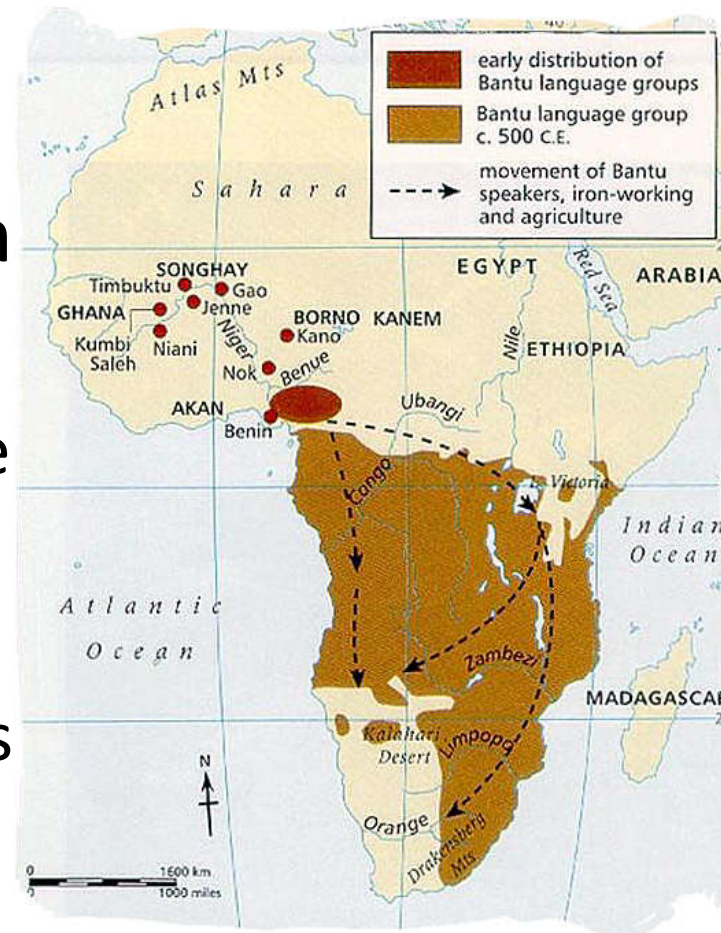 early distribution of
Bantu language groups
Bantu language group
c. 500 C.E.
movement of Bantu
speakers, iron-working
and agriculture
Atlas Mts
Sahara
SONGHAY
Timbuktu
Gao
Jenne
GHANA
Kumbi
Saleh
Niani
Niger
BORNO KANEM
Kano
Nok
Benue
AKAN
Benin
EGYPT
Red Sea
ARABIA
Nile
ETHIOPIA
Ubangi
Congo
L. Victoria
Indian
Ocean
Atlantic
Ocean
Zambezi
MADAGASCAR
Kalahari
Desert
Limpopo
Orange
Drakensberg
Mts
N
0 1600 km
0 1000 miles
e
s